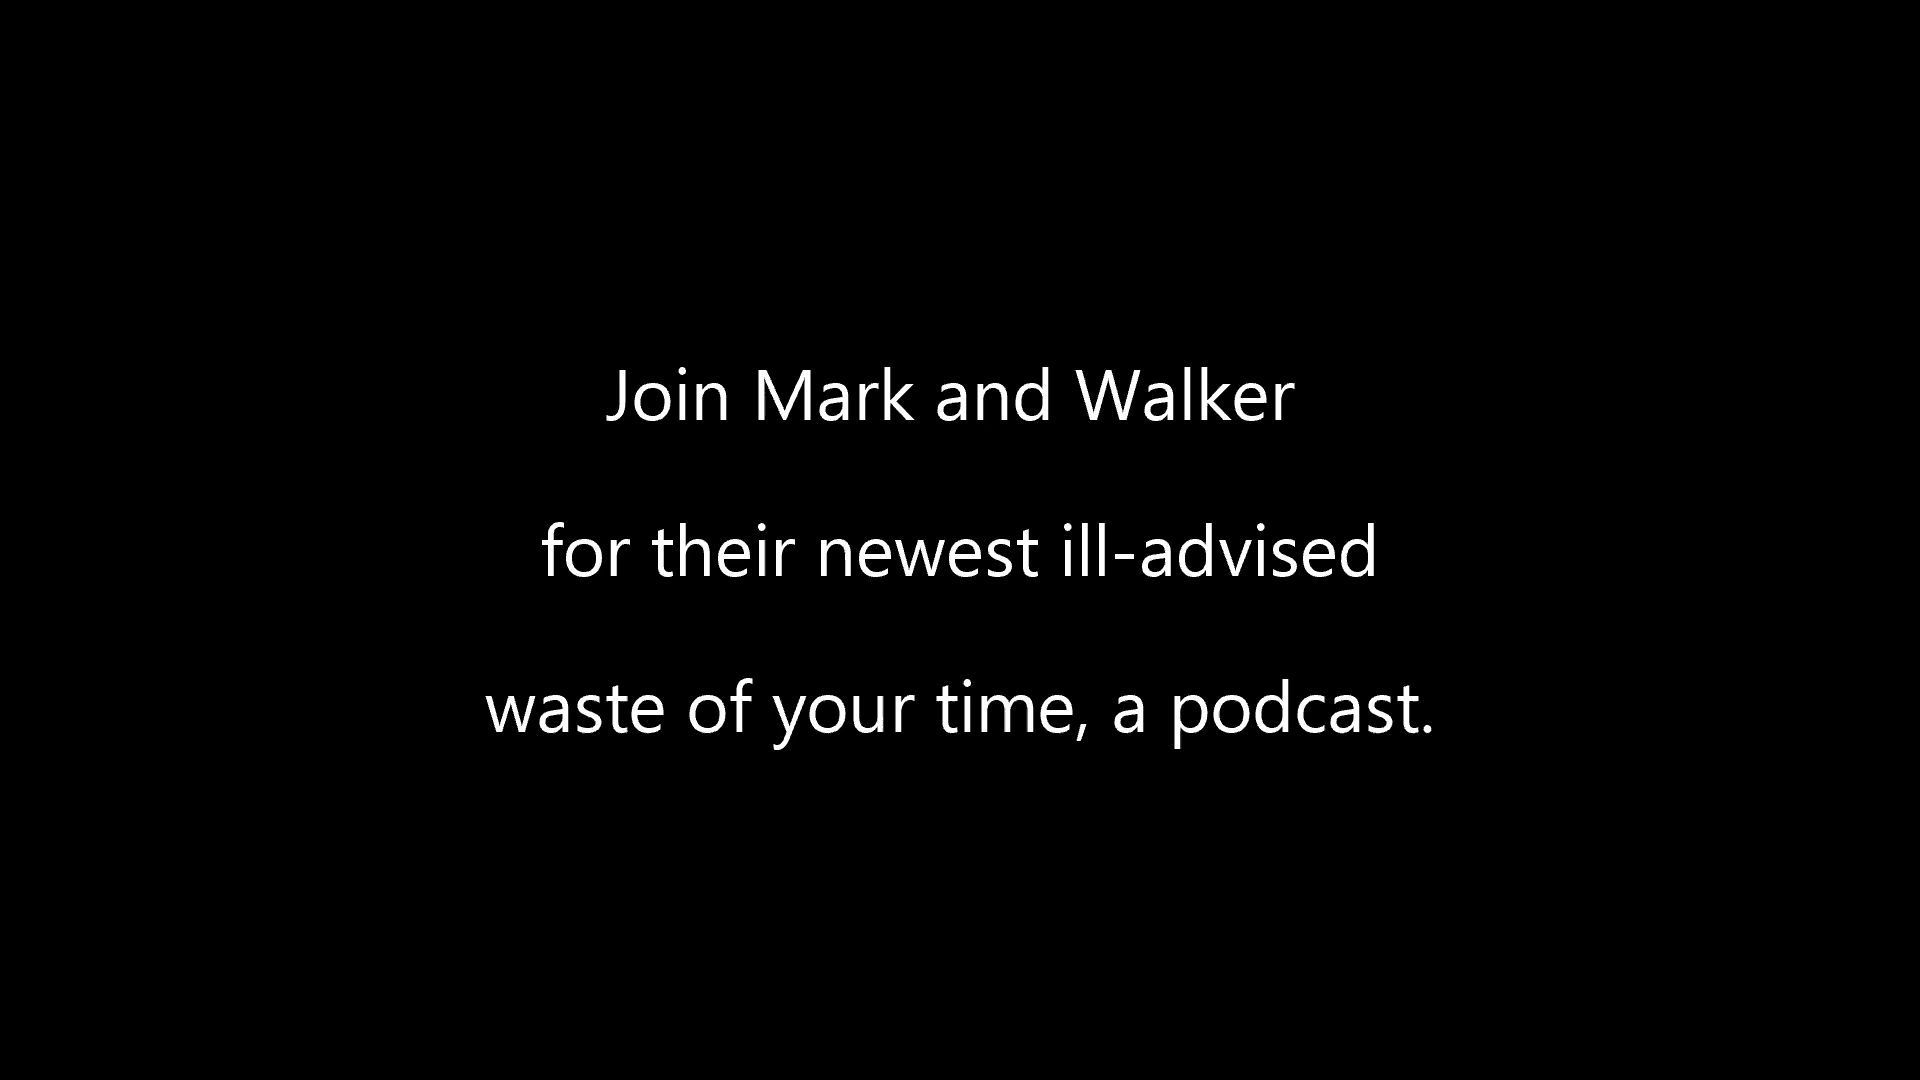 Join Mark and Walker
for their newest ill-advised
waste of your time, a podcast.